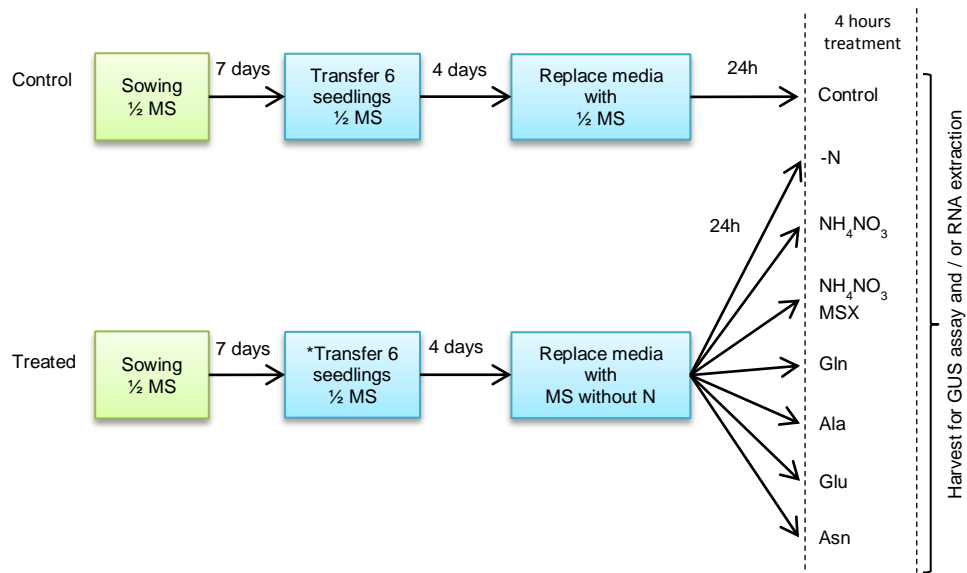 4 hours
treatment
Control
Sowing
½ MS
7 days
Transfer 6
seedlings
½ MS
4 days
Replace media
with
½ MS
24h
Control
-N
24h
NH₄NO₃
NH₄NO₃
MSX
Treated
Sowing
½ MS
7 days
*Transfer 6
seedlings
½ MS
4 days
Replace media
with
MS without N
Gln
Ala
Glu
Asn
Harvest for GUS assay and / or RNA extraction